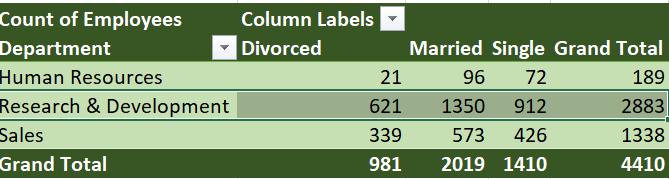 Count of Employees Column Labels
Department Divorced Married Single Grand Total
Human Resources 21 96 72 189
Research & Development 621 1350 912 2883
Sales 339 573 426 1338
Grand Total 981 2019 1410 4410